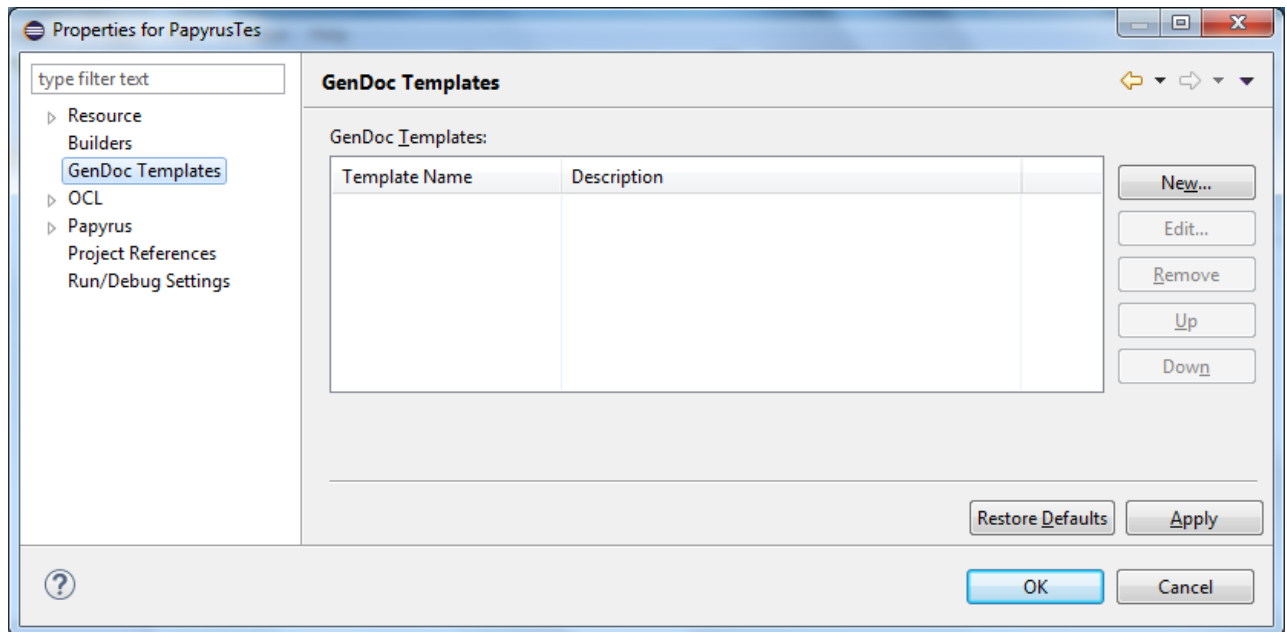 Properties for PapyrusTes
type filter text
Resource
Builders
GenDoc Templates
OCL
Papyrus
Project References
Run/Debug Settings
GenDoc Templates
GenDoc Templates:
Template Name Description
New...
Edit...
Remove
Up
Down
Restore Defaults Apply
OK Cancel